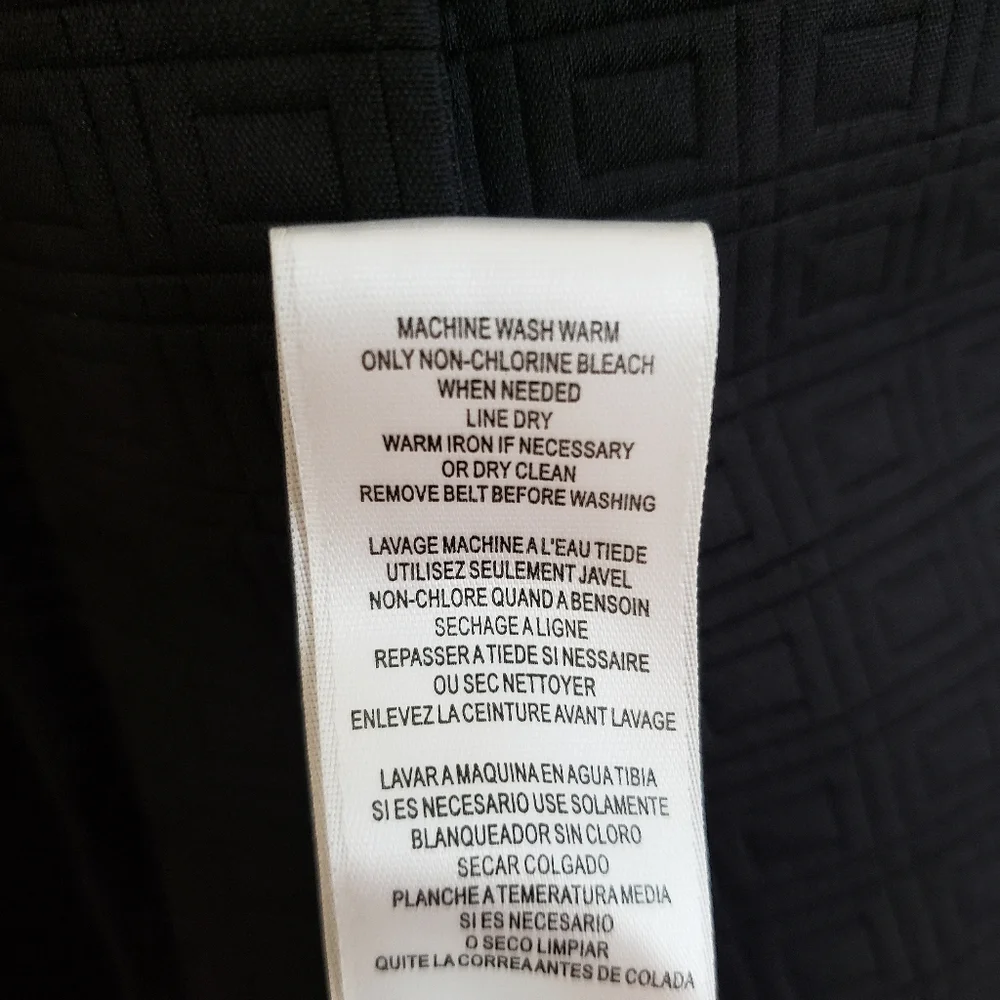 MACHINE WASH WARM
ONLY NON-CHLORINE BLEACH
WHEN NEEDED
LINE DRY
WARM IRON IF NECESSARY
OR DRY CLEAN
REMOVE BELT BEFORE WASHING
LAVAGE MACHINE A L'EAU TIEDE
UTILISEZ SEULEMENT JAVEL
NON-CHLORE QUAND A BENSOIN
SECHAGE A LIGNE
REPASSER A TIEDE SI NESSAIRE
OU SEC NETTOYER
ENLEVEZ LA CEINTURE AVANT LAVAGE
LAVAR A MAQUINA EN AGUA TIBIA
SI ES NECESARIO USE SOLAMENTE
BLANQUEADOR SIN CLORO
SECAR COLGADO
PLANCHE A TEMERATURA MEDIA
SI ES NECESARIO
O SECO LIMPIAR
QUITE LA CORREA ANTES DE COLADA